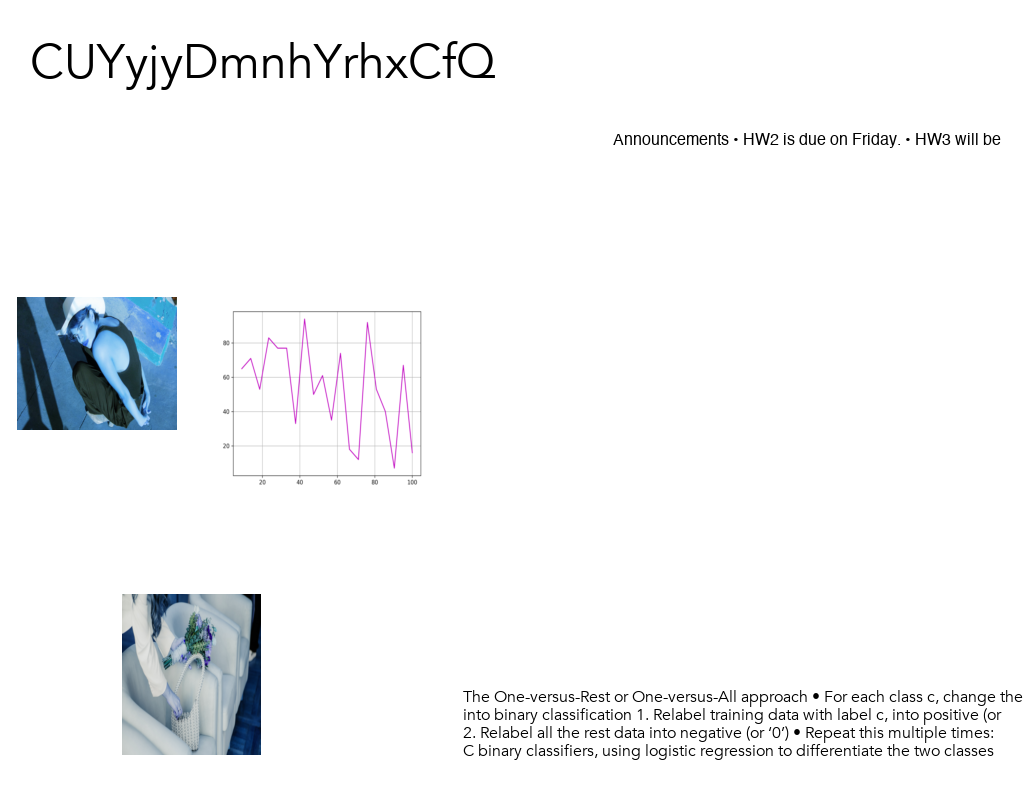 CUYyjyDmnhYrhxCfQ
Announcements • HW2 is due on Friday. • HW3 will be
80
60
40
20
20 40 60 80 100
The One-versus-Rest or One-versus-All approach • For each class c, change the
into binary classification 1. Relabel training data with label c, into positive (or
2. Relabel all the rest data into negative (or ‘0’) • Repeat this multiple times:
C binary classifiers, using logistic regression to differentiate the two classes